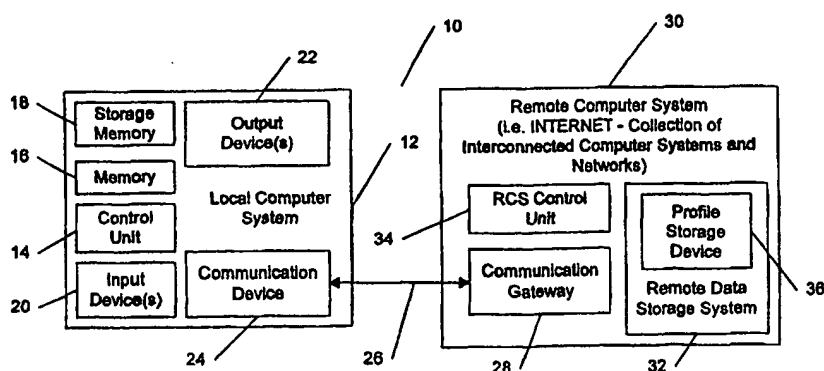 10
22
30
18
Storage
Memory
Output
Device(s)
12
Remote Computer System
(i.e. INTERNET - Collection of
Interconnected Computer Systems and
Networks)
16
Memory
Local Computer
System
14
Control
Unit
34
RCS Control
Unit
Profile
Storage
Device
36
20
Input
Device(s)
Communication
Device
Communication
Gateway
Remote Data
Storage System
24
26
28
32